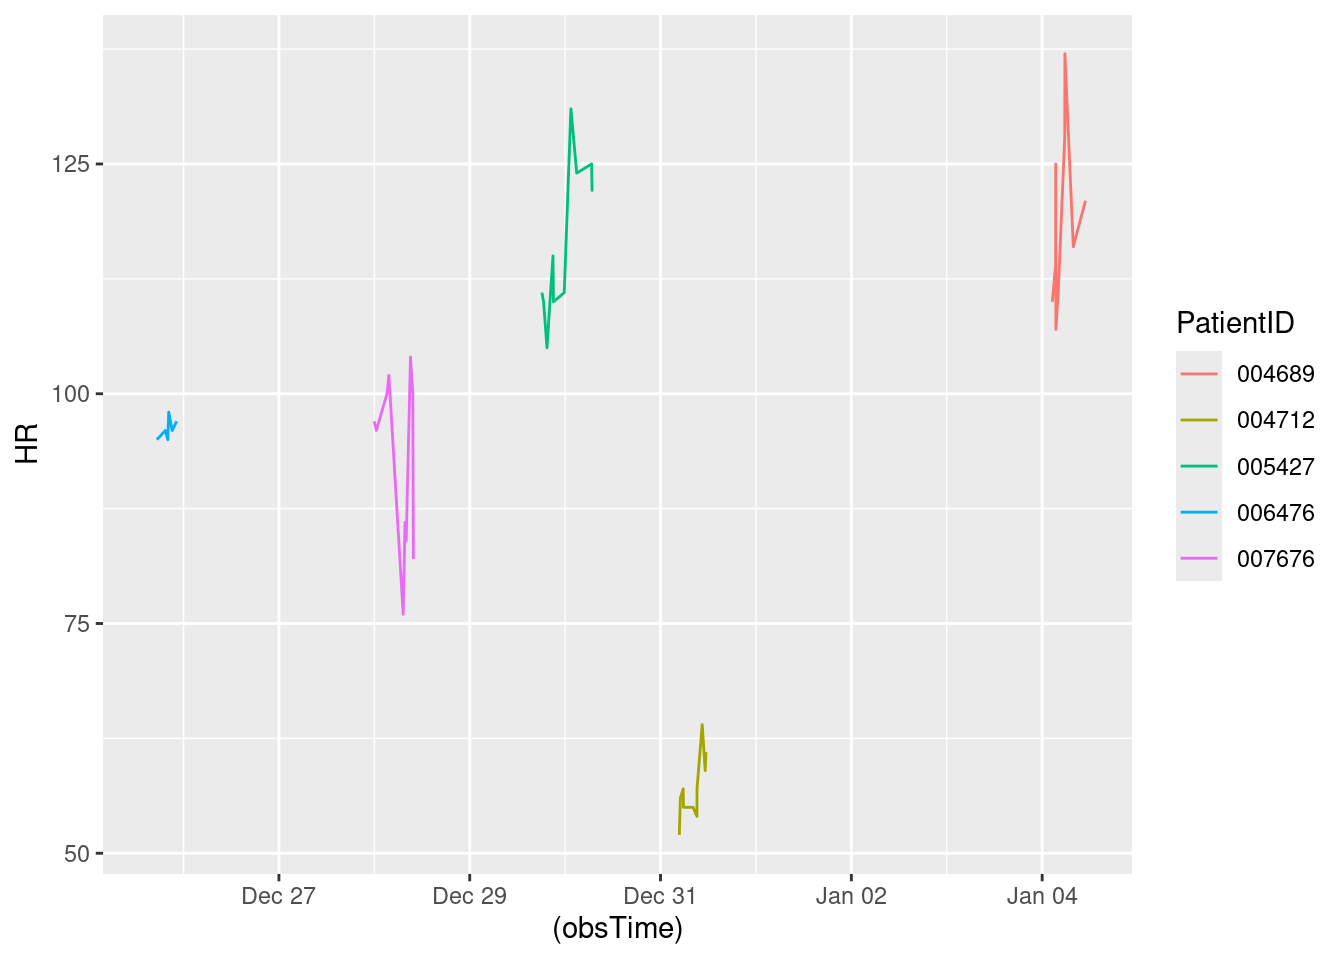 125
100
75
50
HR
Dec 27 Dec 29 Dec 31 Jan 02 Jan 04
(obsTime)
PatientID
004689
004712
005427
006476
007676